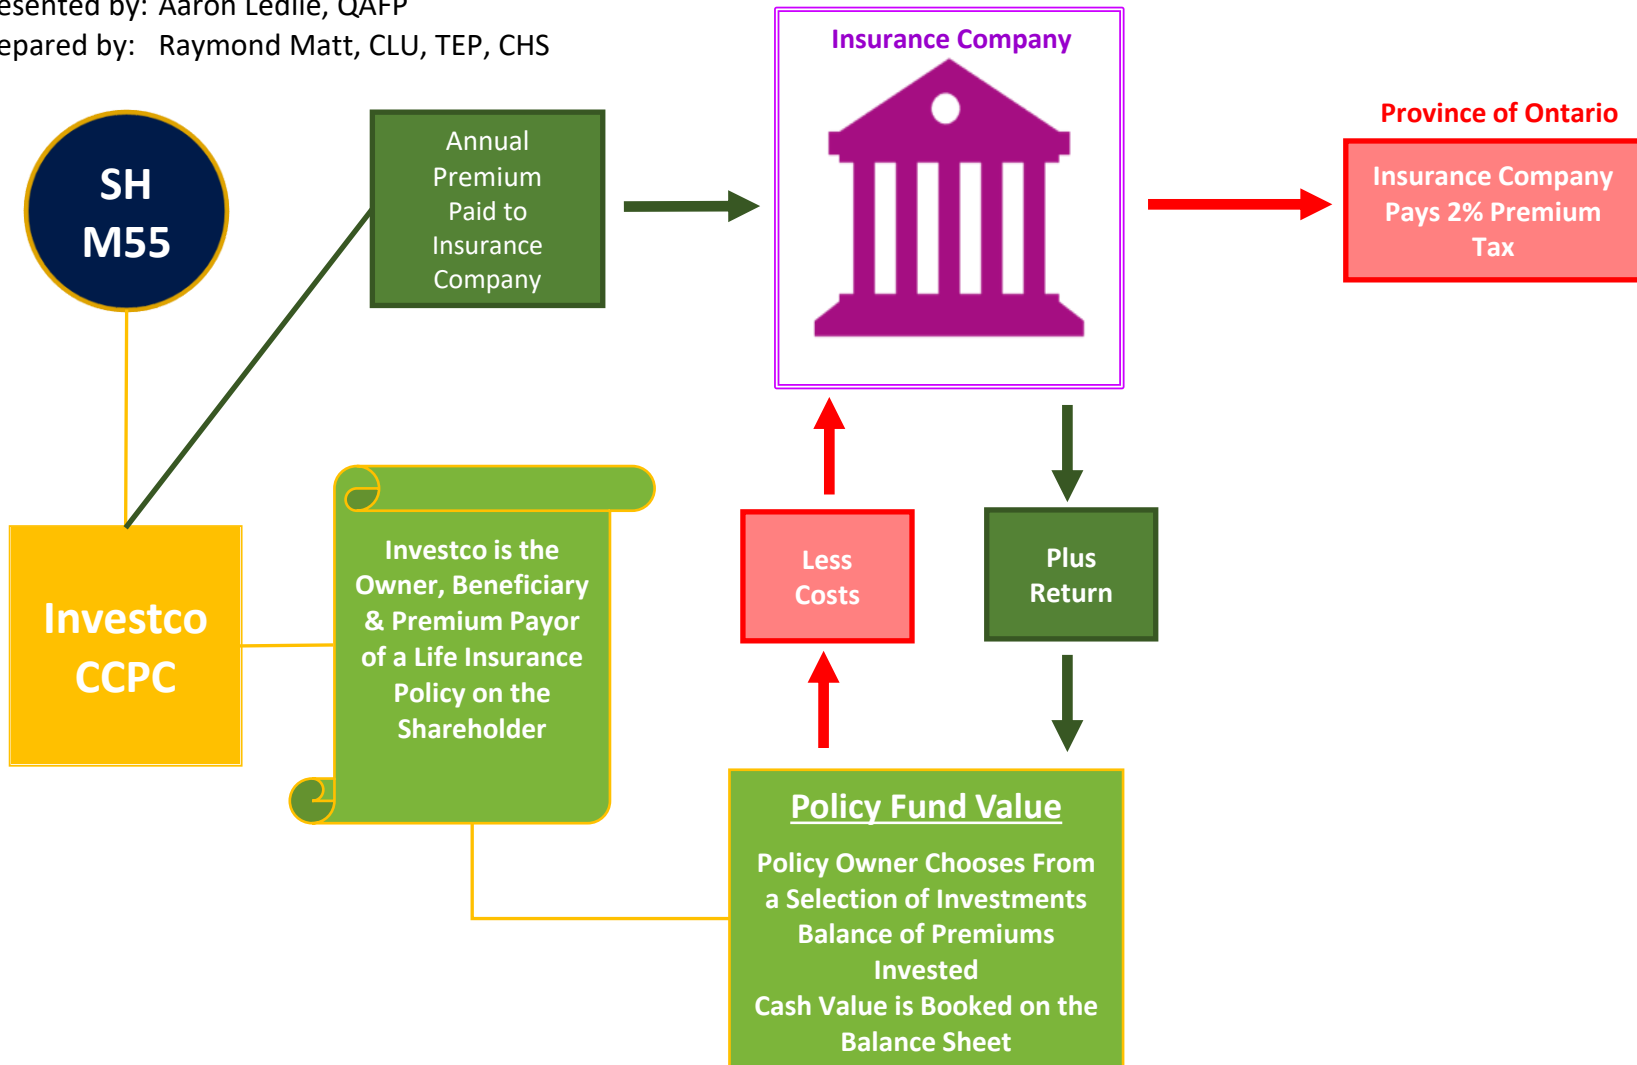 esented by: Aaron Ledlie, QAFP
epared by: Raymond Matt, CLU, TEP, CHS
Insurance Company
Province of Ontario
SH
M55
Annual
Premium
Paid to
Insurance
Company
Insurance Company
Pays 2% Premium
Tax
Investco
CCPC
Investco is the
Owner, Beneficiary
& Premium Payor
of a Life Insurance
Policy on the
Shareholder
Less
Costs
Plus
Return
Policy Fund Value
Policy Owner Chooses From
a Selection of Investments
Balance of Premiums
Invested
Cash Value is Booked on the
Balance Sheet